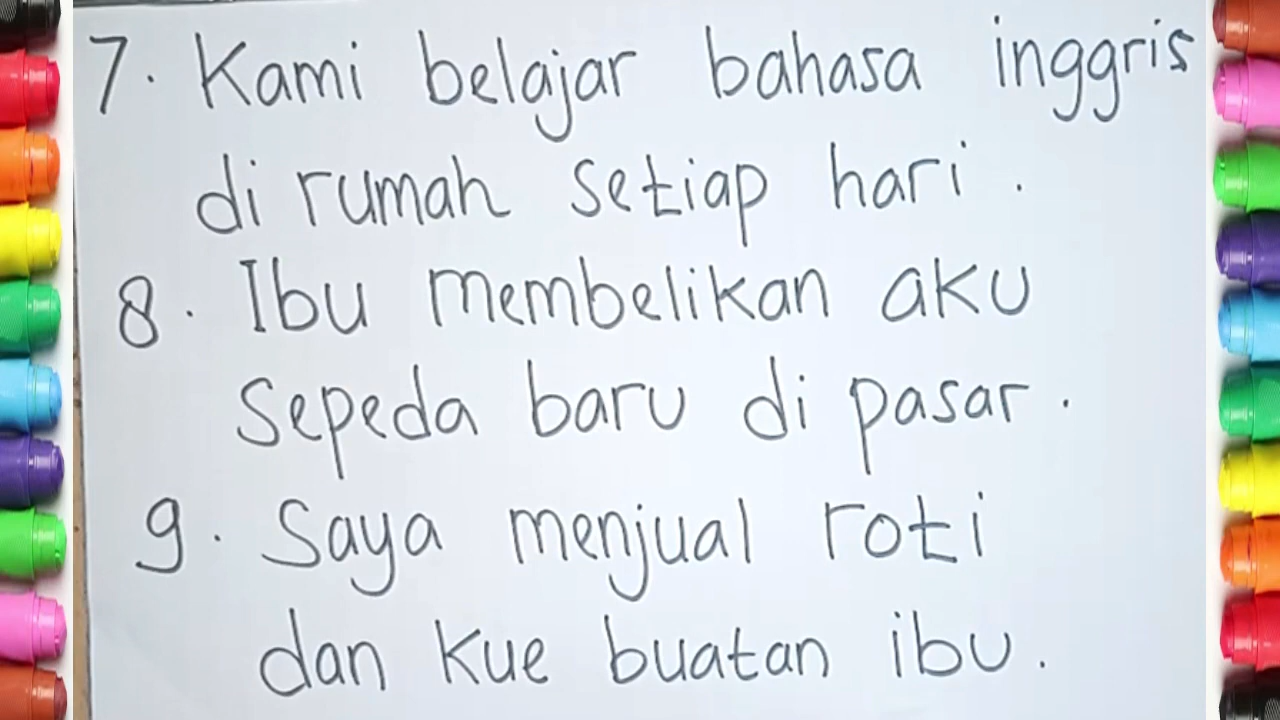 7. Kami belajar bahasa inggris
di rumah setiap hari .
8. Ibu membelikan aku
Sepeda baru di pasar .
9. Saya menjual roti
dan kue buatan ibu .